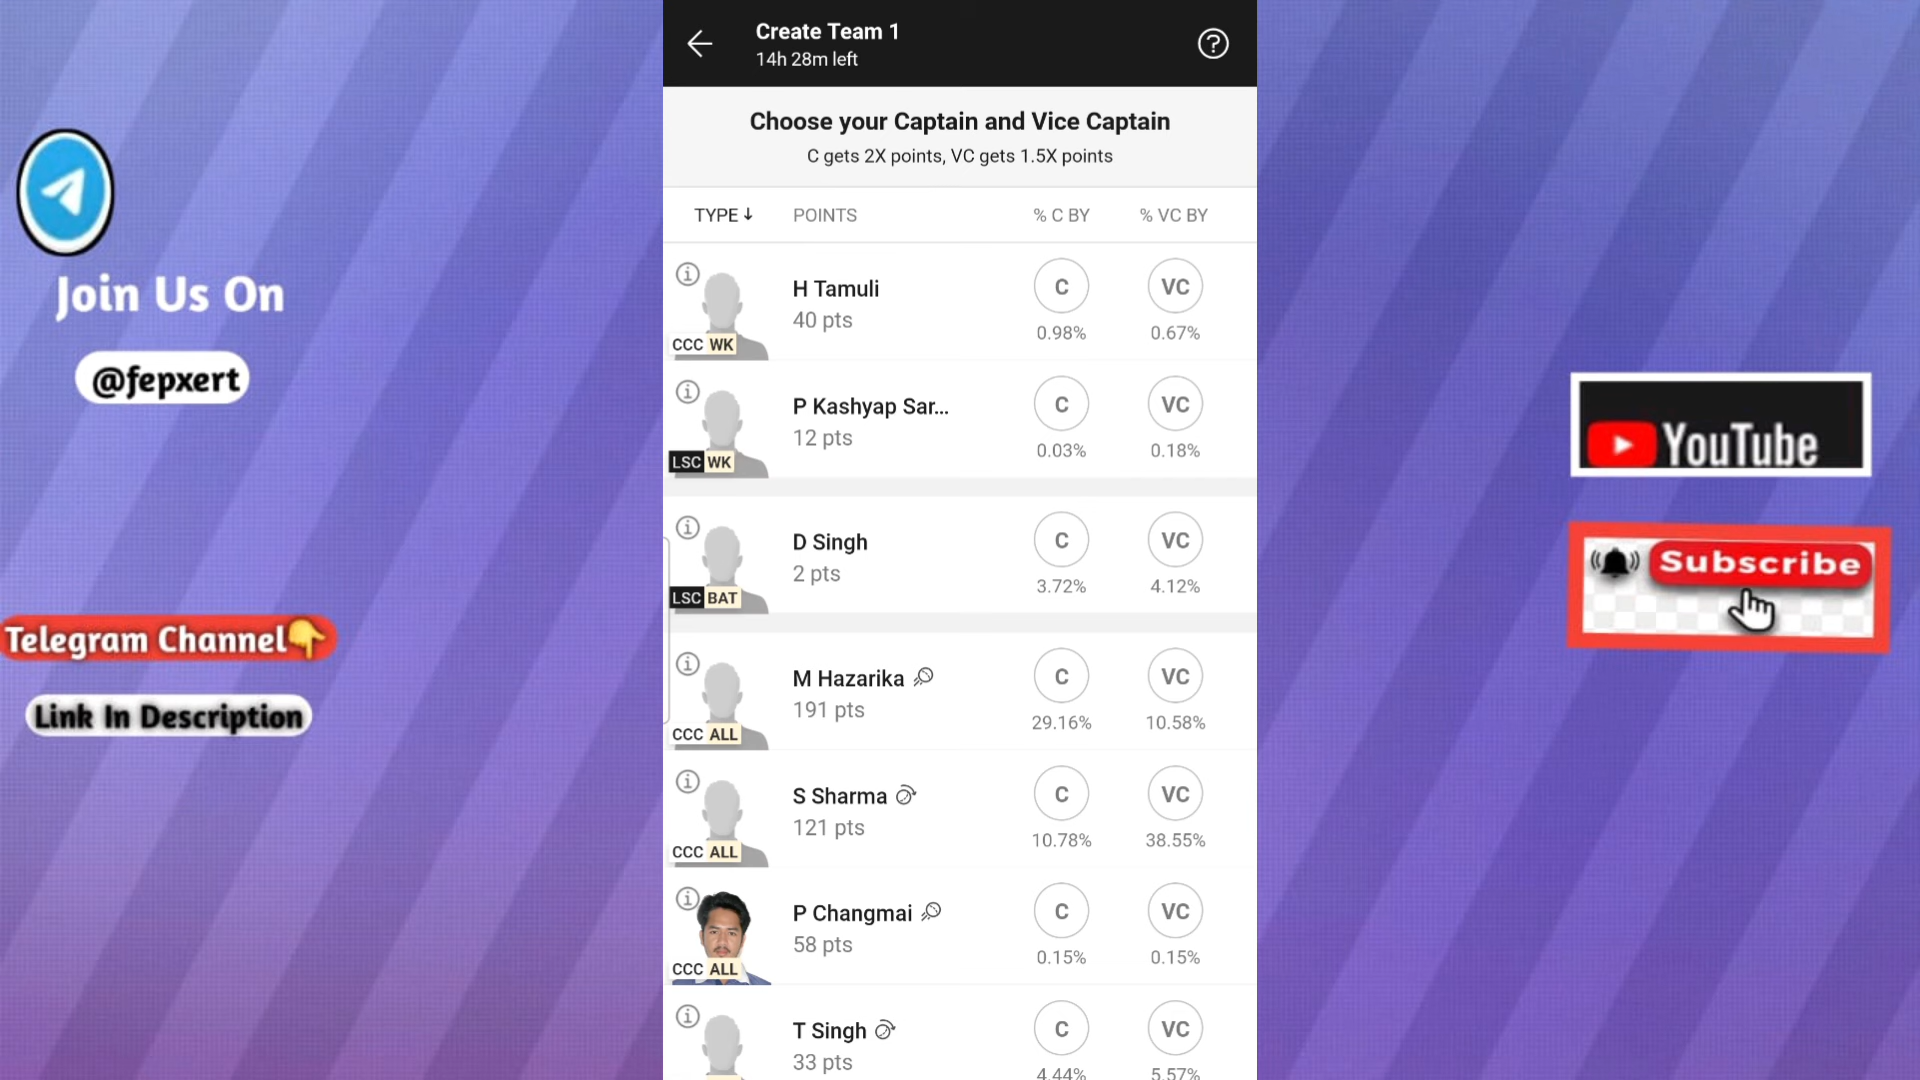 Create Team 1
14h 28m left
Choose your Captain and Vice Captain
C gets 2X points, VC gets 1.5X points
TYPE POINTS % C BY % VC BY
H Tamuli
40 pts
CCC WK
C VC
0.98% 0.67%
P Kashyap Sar...
12 pts
LSC WK
C VC
0.03% 0.18%
D Singh
2 pts
LSC BAT
C VC
3.72% 4.12%
M Hazarika
191 pts
CCC ALL
C VC
29.16% 10.58%
S Sharma
121 pts
CCC ALL
C VC
10.78% 38.55%
P Changmai
58 pts
CCC ALL
C VC
0.15% 0.15%
T Singh
33 pts
C VC
4.44% 5.57%
Join Us On
@fepxert
Telegram Channel
Link In Description
YouTube
Subscribe